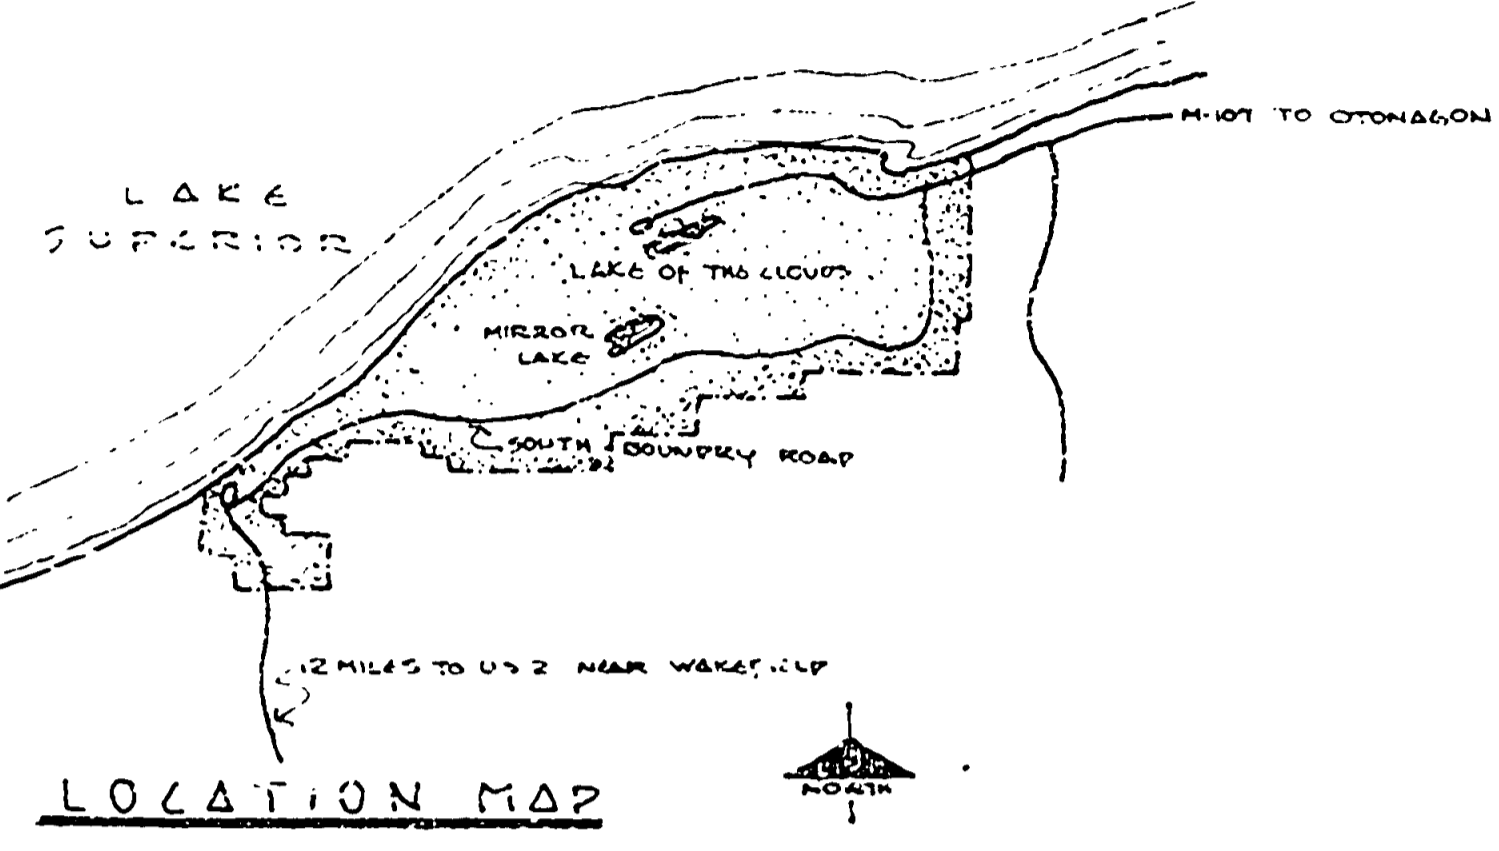 M-107 TO OTONAGON
LAKE
SUPERIOR
LAKE OF THE CLOUDS
MIRROR
LAKE
SOUTH BOUNDRY ROAD
12 MILES TO US 2 NEAR WAKEFIELD
NORTH
LOCATION MAP